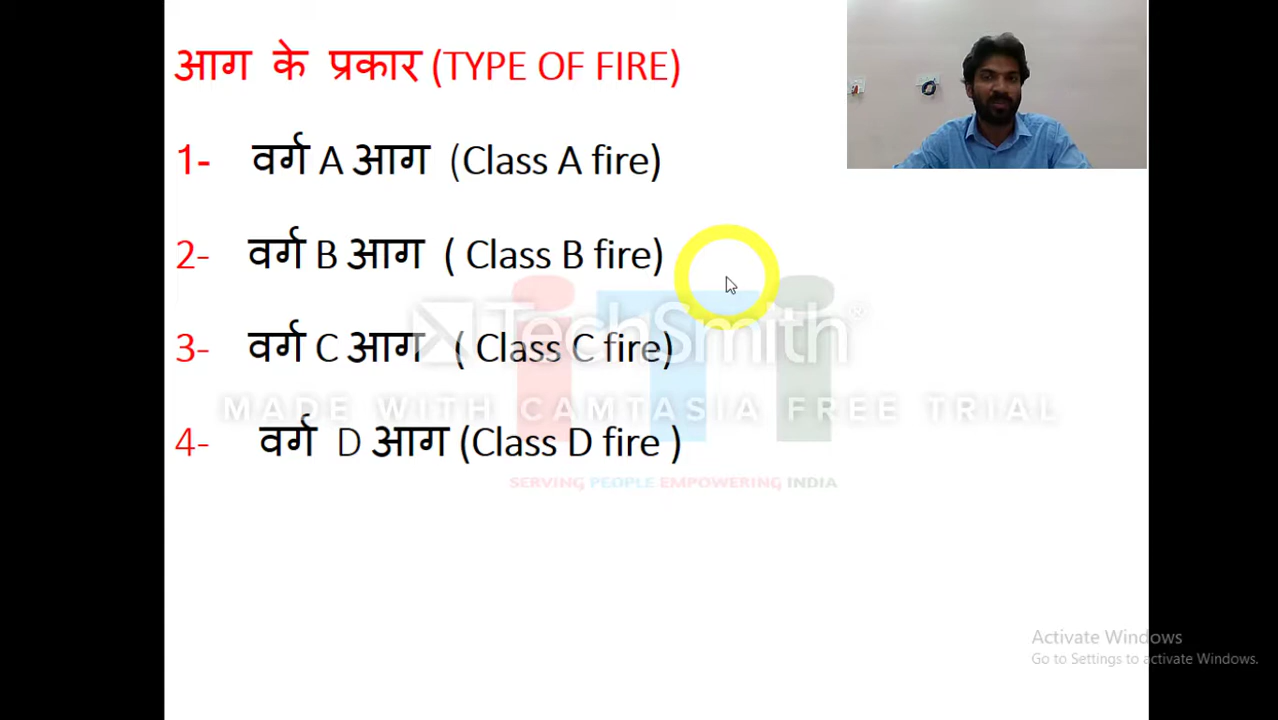 आग के प्रकार (TYPE OF FIRE)
1- वर्ग A आग (Class A fire)
2- वर्ग B आग ( Class B fire)
3- वर्ग C आग ( Class C fire)
4- वर्ग D आग (Class D fire )
iTi
TechSmith®
MADE WITH CAMTASIA FREE TRIAL
SERVING PEOPLE EMPOWERING INDIA
Activate Windows
Go to Settings to activate Windows.